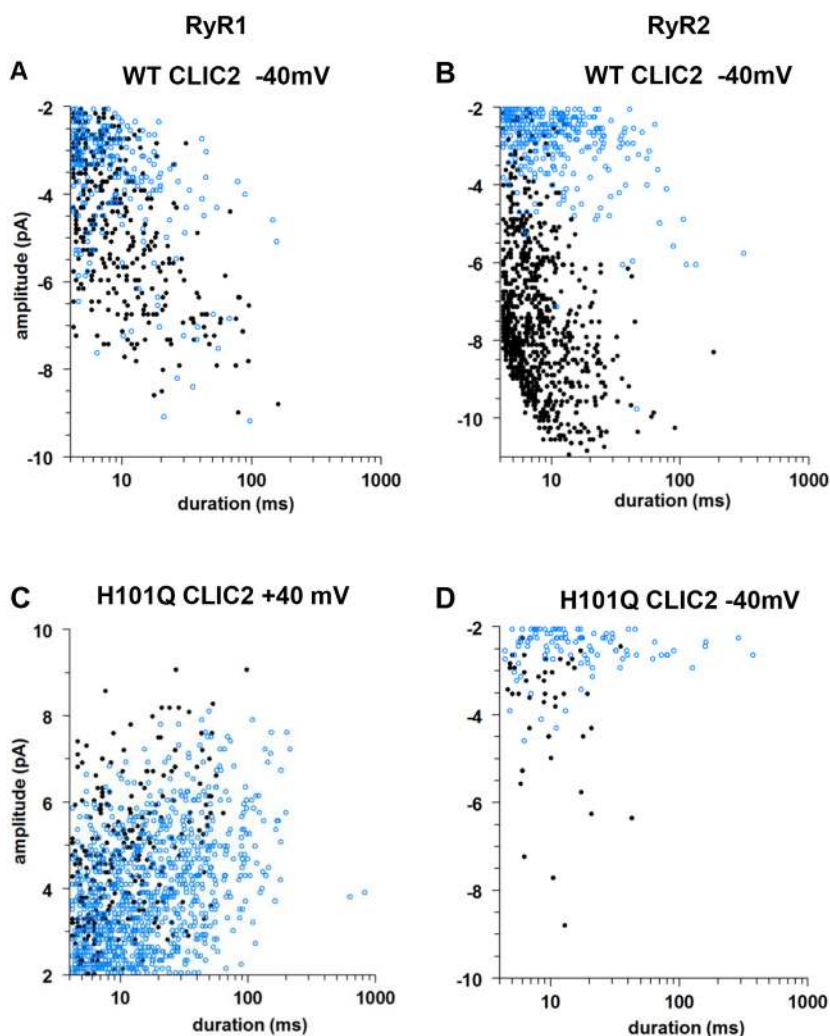 RyR1
RyR2
A
WT CLIC2 -40mV
B
WT CLIC2 -40mV
-2
-4
-6
-8
-10
amplitude (pA)
10
100
1000
duration (ms)
-2
-4
-6
-8
-10
10
100
1000
duration (ms)
C
H101Q CLIC2 +40 mV
D
H101Q CLIC2 -40mV
10
8
6
4
2
amplitude (pA)
10
100
1000
duration (ms)
-2
-4
-6
-8
-10
10
100
1000
duration (ms)